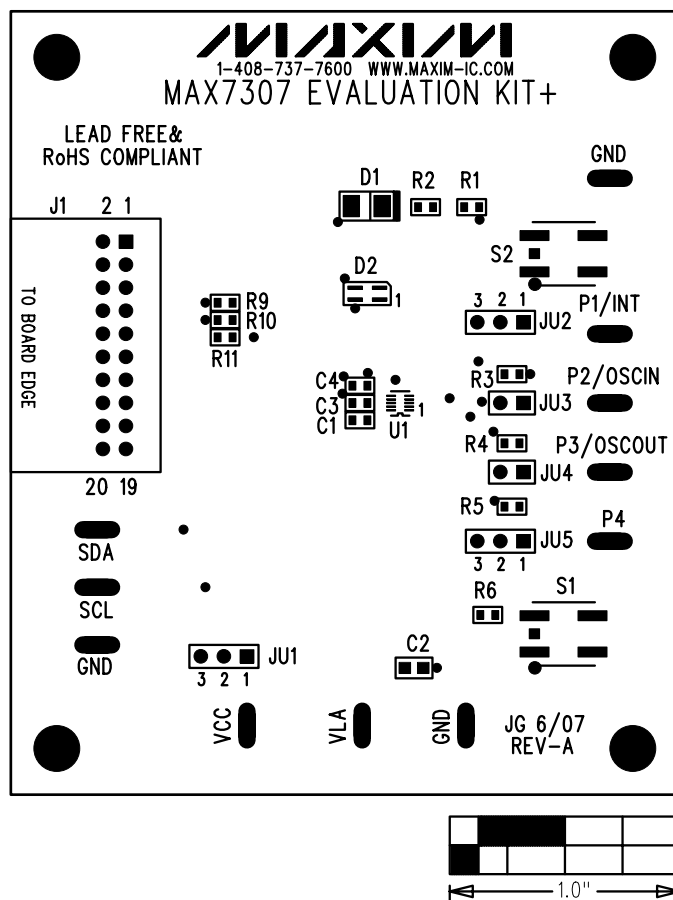 MAXIM
1-408-737-7600 WWW.MAXIM-IC.COM
MAX7307 EVALUATION KIT+
LEAD FREE&
RoHS COMPLIANT
GND
J1 2 1
D1 R2 R1
S2
D2
1
3 2 1
JU2
P1/INT
R9
R10
R11
TO BOARD EDGE
C4
C3
C1
U1
1
R3
JU3
P2/OSCIN
R4
JU4
P3/OSCOUT
20 19
R5
JU5
3 2 1
P4
SDA
SCL
GND
R6
S1
JU1
3 2 1
C2
VCC
VLA
GND
JG 6/07
REV-A
1.0"